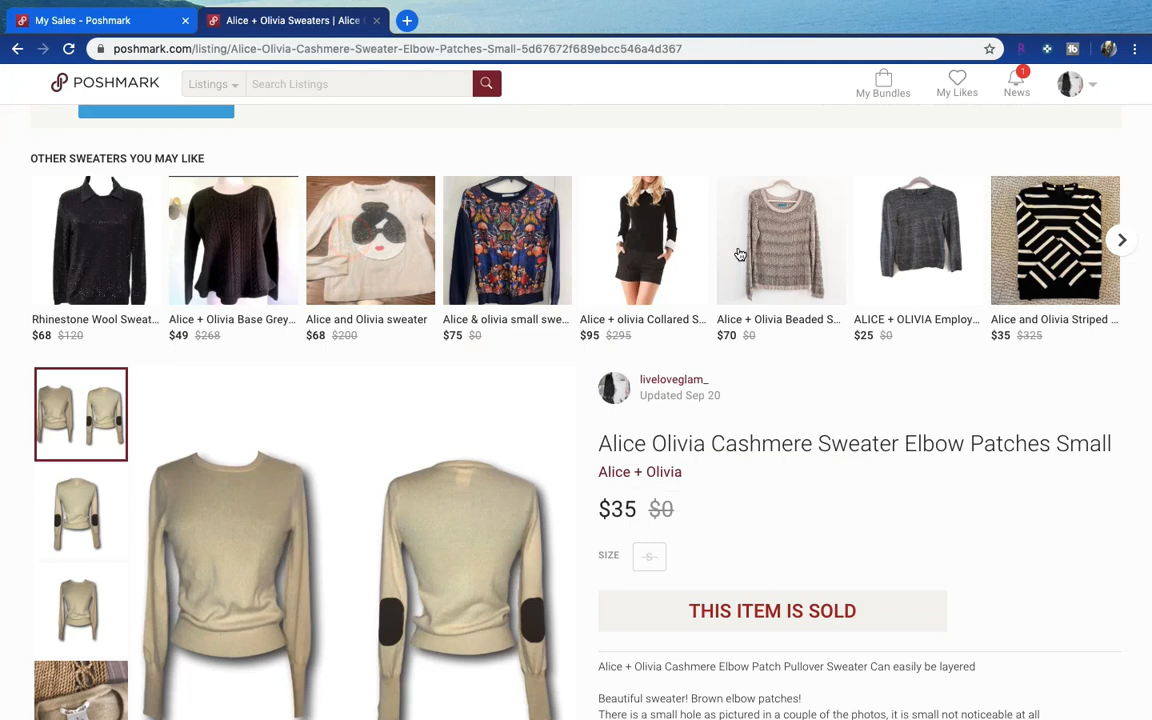 My Sales - Poshmark
Alice + Olivia Sweaters | Alice
poshmark.com/listing/Alice-Olivia-Cashmere-Sweater-Elbow-Patches-Small-5d67672f689ebcc546a4d367
POSHMARK
Listings
Search Listings
My Bundles
My Likes
1
News
OTHER SWEATERS YOU MAY LIKE
Rhinestone Wool Sweat...
$68 $120
Alice + Olivia Base Grey...
$49 $268
Alice and Olivia sweater
$68 $200
Alice & olivia small swe...
$75 $0
Alice + olivia Collared S...
$95 $295
Alice + Olivia Beaded S...
$70 $0
ALICE + OLIVIA Employ...
$25 $0
Alice and Olivia Striped ...
$35 $325
liveloveglam_
Updated Sep 20
Alice Olivia Cashmere Sweater Elbow Patches Small
Alice + Olivia
$35 $0
SIZE
S
THIS ITEM IS SOLD
Alice + Olivia Cashmere Elbow Patch Pullover Sweater Can easily be layered
Beautiful sweater! Brown elbow patches!
There is a small hole as pictured in a couple of the photos, it is small not noticeable at all